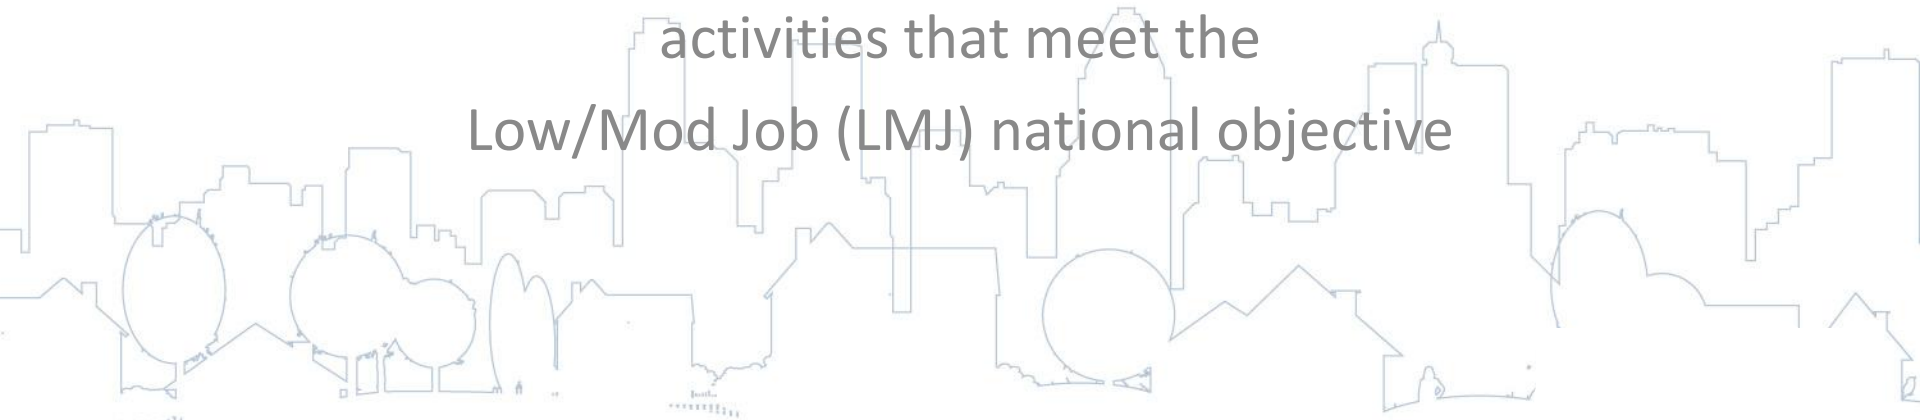 activities that meet the
Low/Mod Job (LMJ) national objective